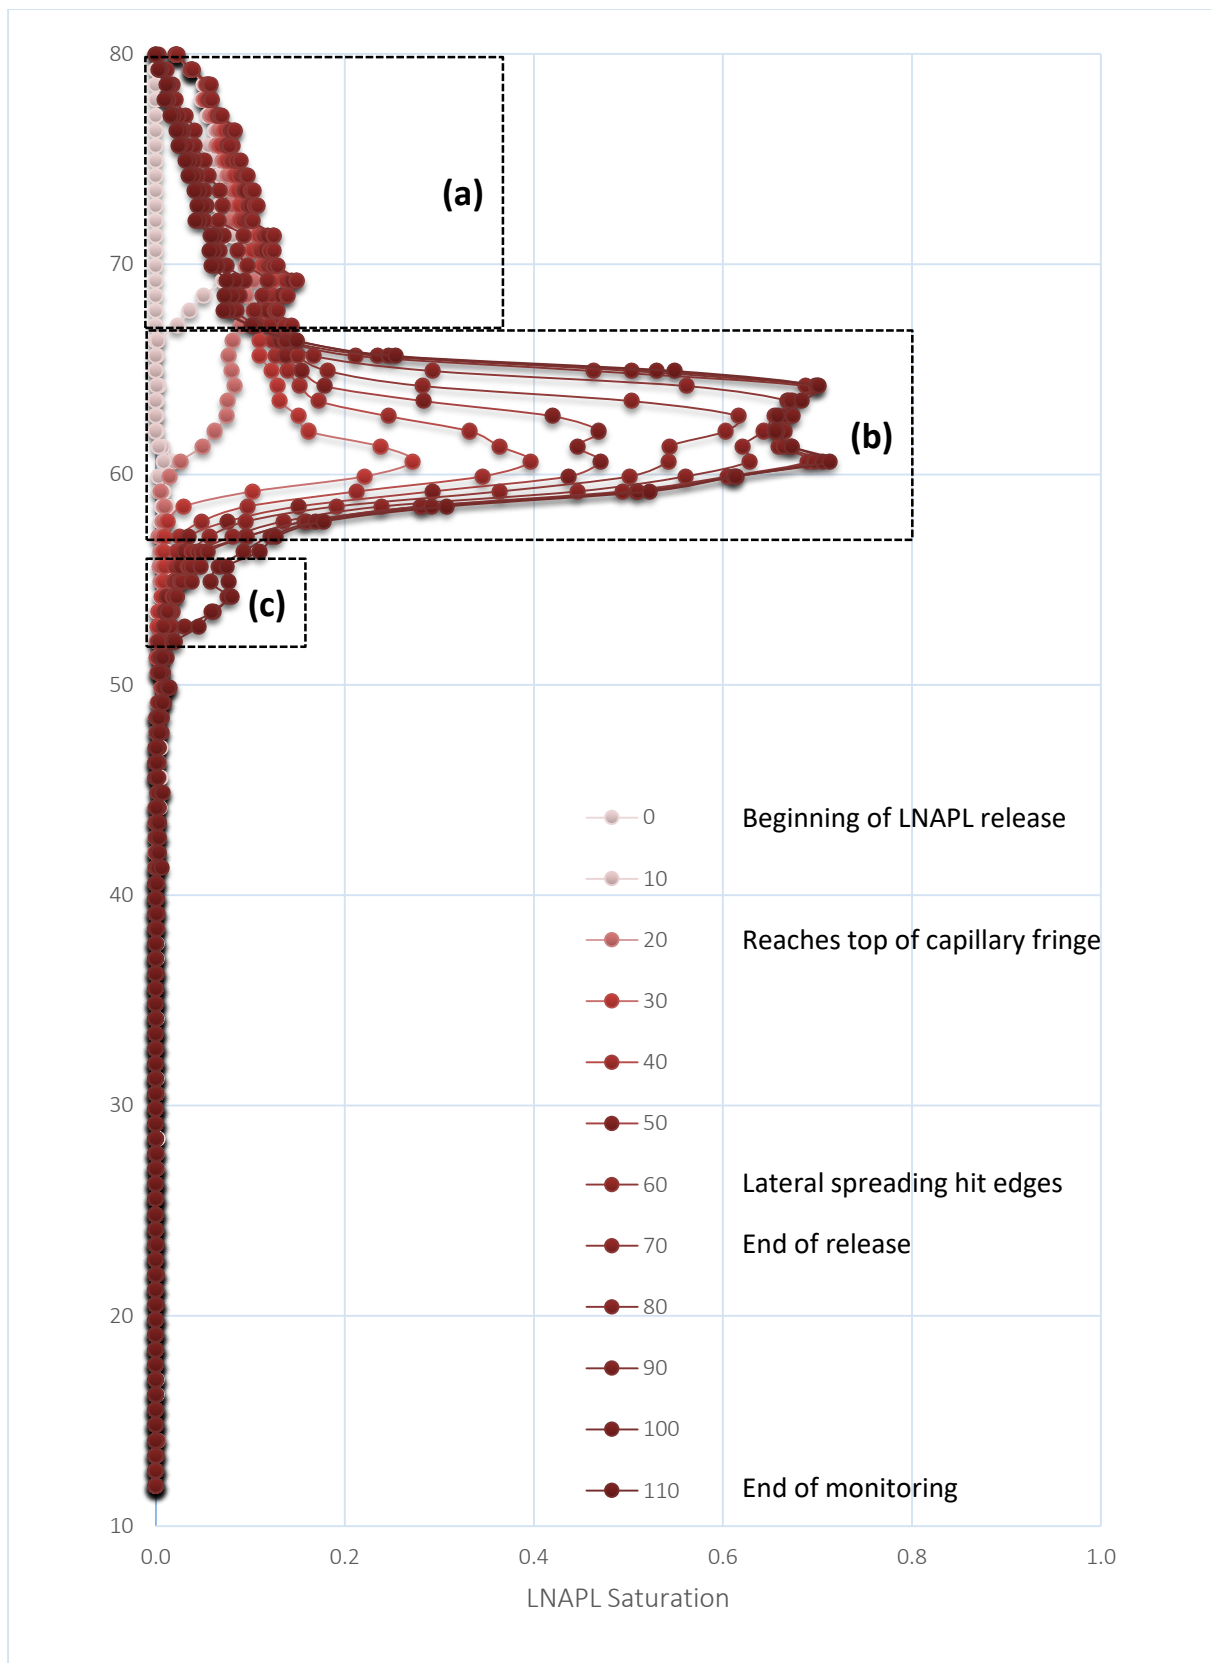 80
(a)
70
(b)
60
(c)
50
0 Beginning of LNAPL release
10
40
20 Reaches top of capillary fringe
30
40
30
50
60 Lateral spreading hit edges
70 End of release
20
80
90
100
110 End of monitoring
10
0.0 0.2 0.4 0.6 0.8 1.0
LNAPL Saturation